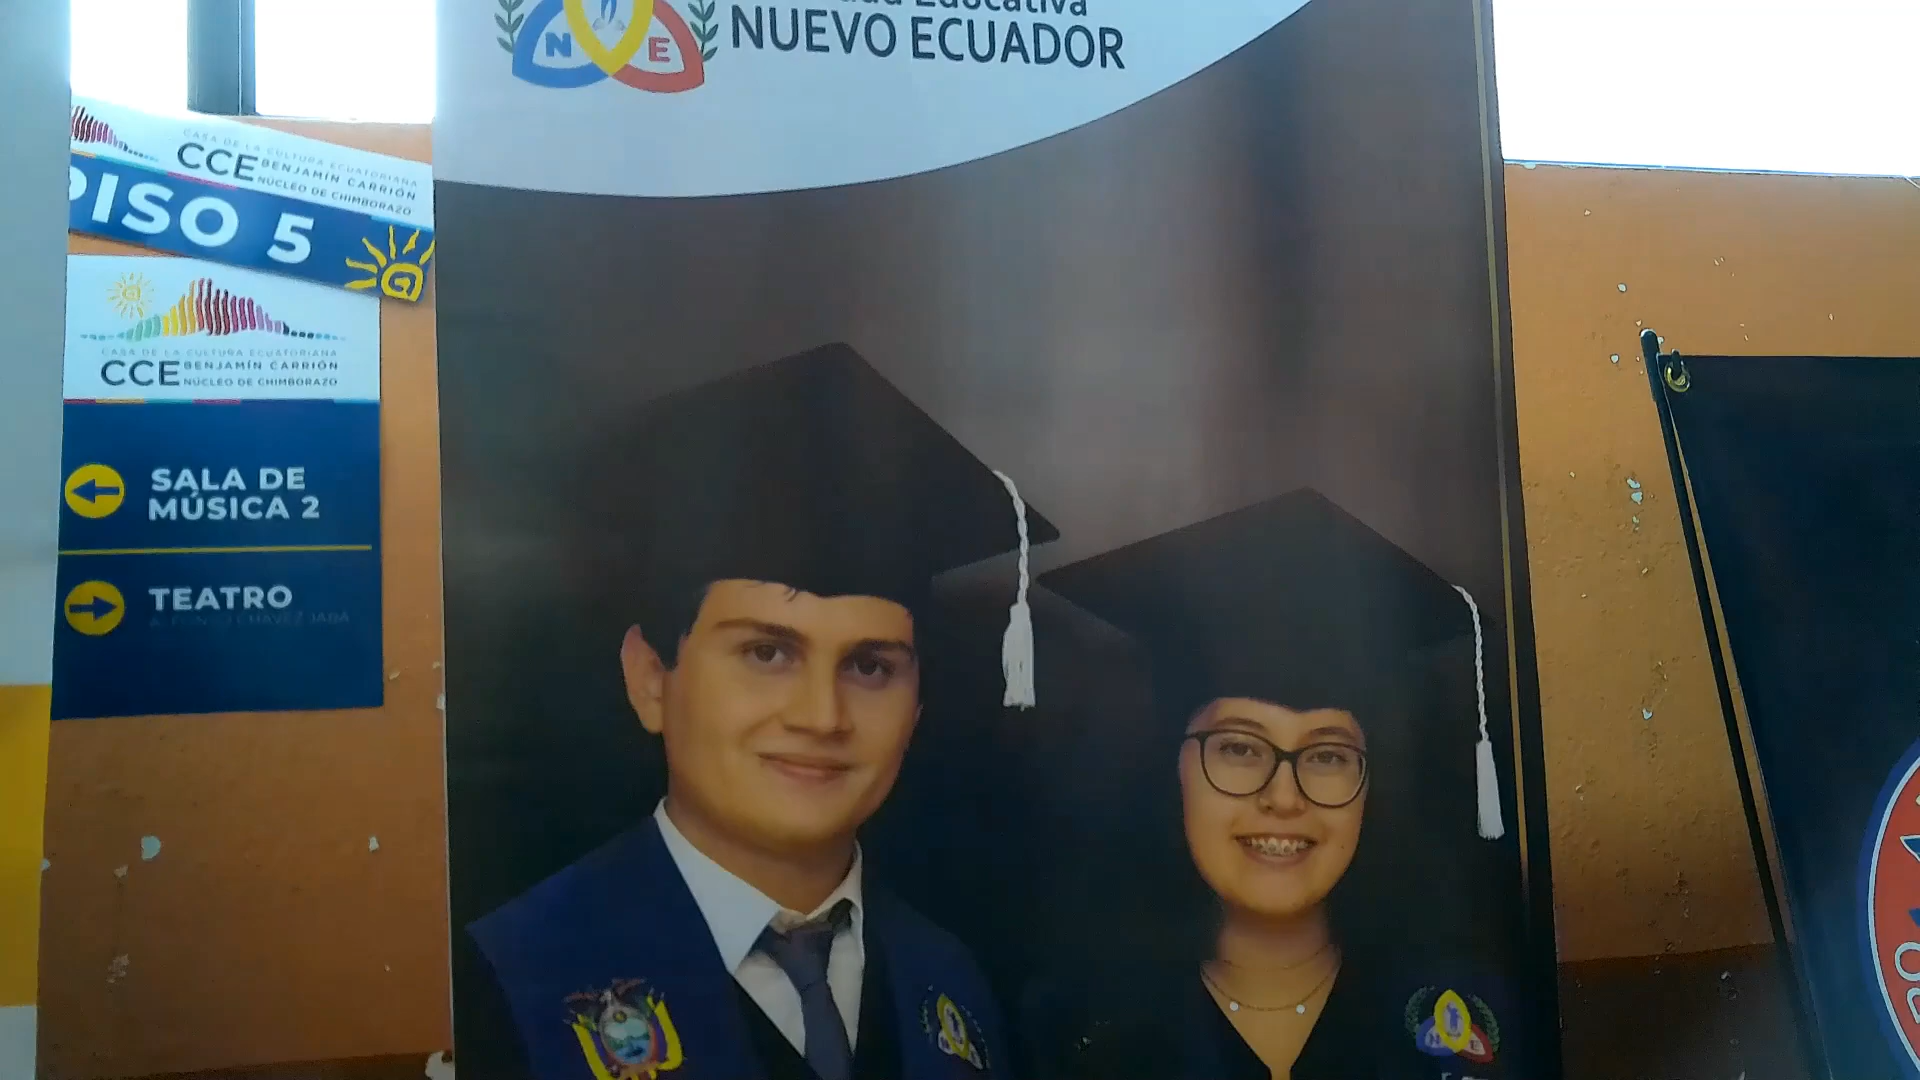 Educativa
NUEVO ECUADOR
N E
CASA DE LA CULTURA ECUATORIANA
CCE BENJAMÍN CARRIÓN
NÚCLEO DE CHIMBORAZO
PISO 5
CASA DE LA CULTURA ECUATORIANA
CCE BENJAMÍN CARRIÓN
NÚCLEO DE CHIMBORAZO
SALA DE
MÚSICA 2
TEATRO
N E